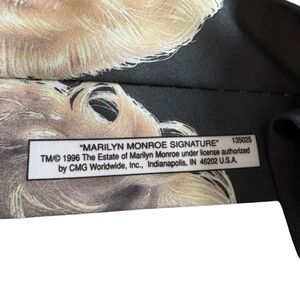 "MARILYN MONROE SIGNATURE" 135025
TM/© 1996 The Estate of Marilyn Monroe under license authorized
by CMG Worldwide, Inc., Indianapolis, IN 46202 U.S.A.